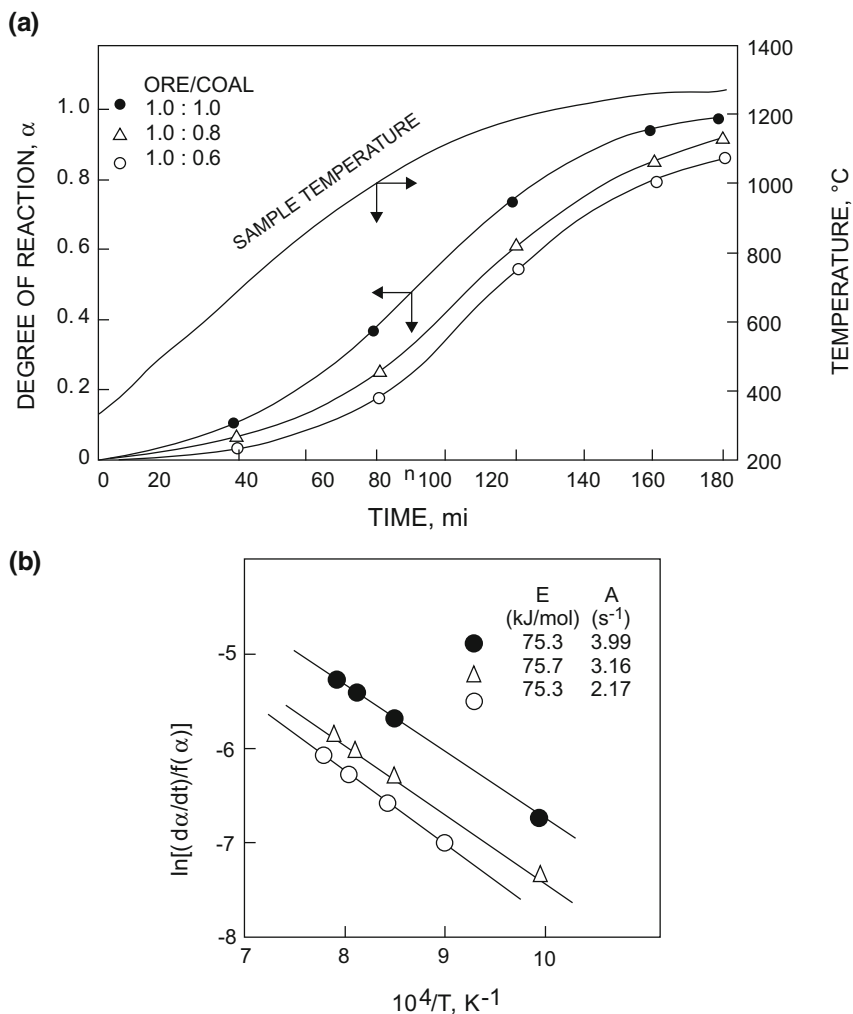 (a)
ORE/COAL
1.0 : 1.0
1.0 : 0.8
1.0 : 0.6
SAMPLE TEMPERATURE
DEGREE OF REACTION, α
1.0
0.8
0.6
0.4
0.2
0
1400
1200
1000
800
600
400
200
TEMPERATURE, °C
0 20 40 60 80 n 100 120 140 160 180
TIME, mi
(b)
E A
(kJ/mol) (s-1)
75.3 3.99
75.7 3.16
75.3 2.17
ln[(dα/dt)/f(α)]
-5
-6
-7
-8
7 8 9 10
10^4/T, K-1